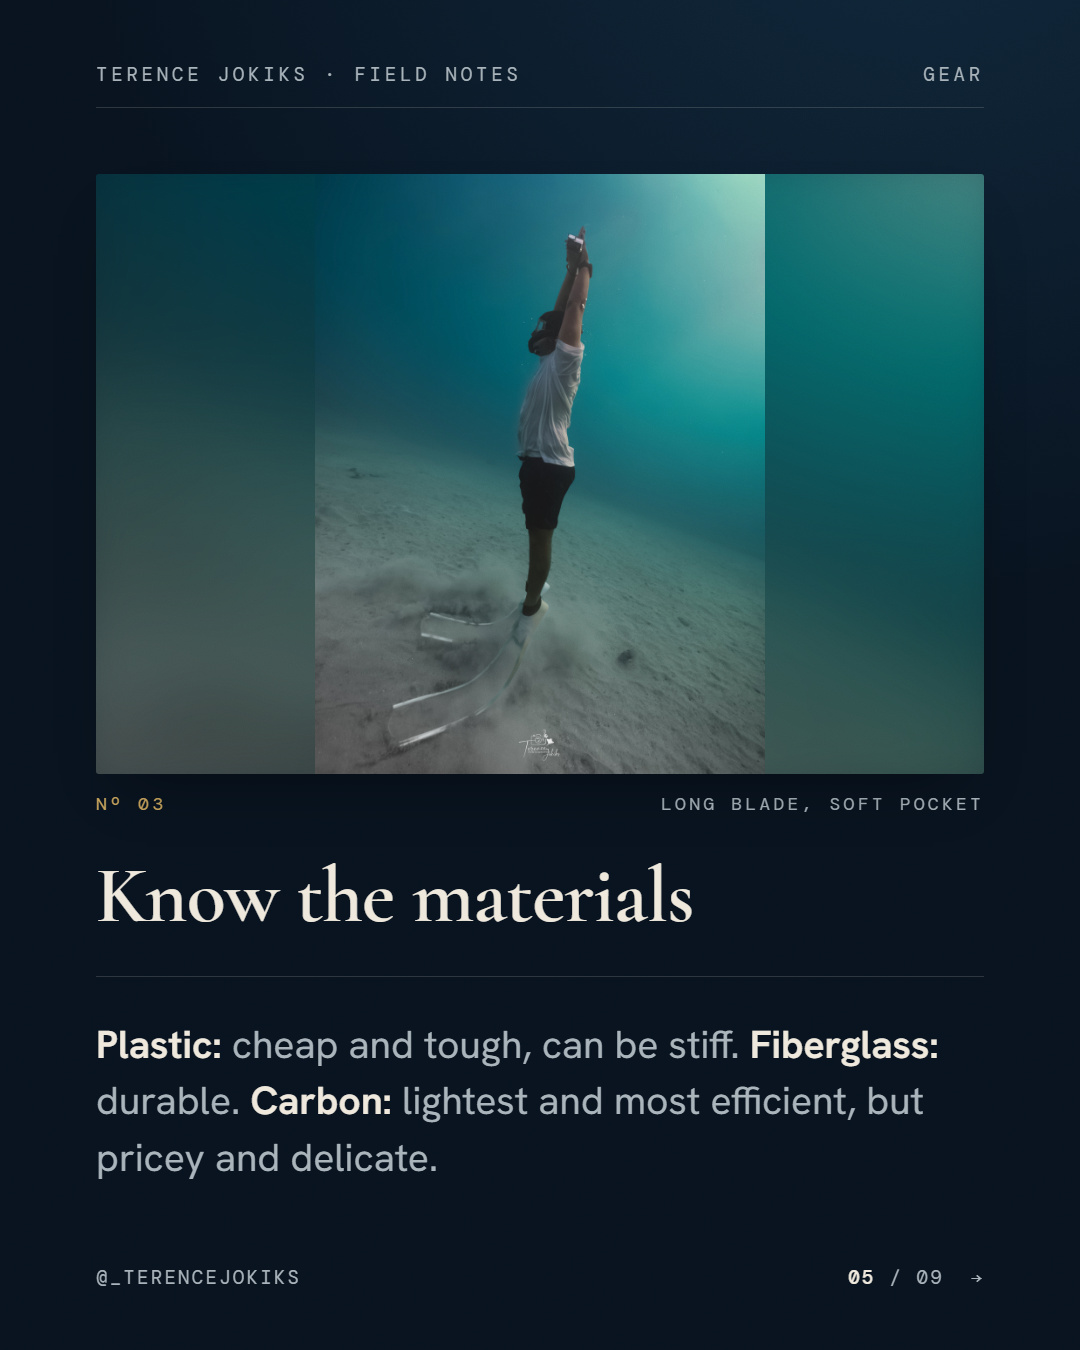 TERENCE JOKIKS · FIELD NOTES
GEAR
Nº 03
LONG BLADE, SOFT POCKET
Know the materials
Plastic: cheap and tough, can be stiff. Fiberglass:
durable. Carbon: lightest and most efficient, but
pricey and delicate.
@_TERENCEJOKIKS
05 / 09 →